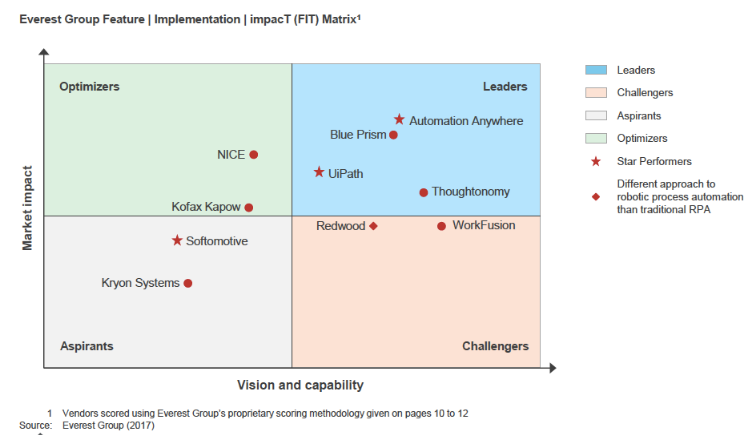 Everest Group Feature | Implementation | impacT (FIT) Matrix¹
Optimizers
Leaders
Automation Anywhere
Blue Prism
NICE
UiPath
Thoughtonomy
Kofax Kapow
Redwood
WorkFusion
Softomotive
Kryon Systems
Aspirants
Challengers
Market impact
Vision and capability
Leaders
Challengers
Aspirants
Optimizers
Star Performers
Different approach to
robotic process automation
than traditional RPA
1 Vendors scored using Everest Group's proprietary scoring methodology given on pages 10 to 12
Source: Everest Group (2017)